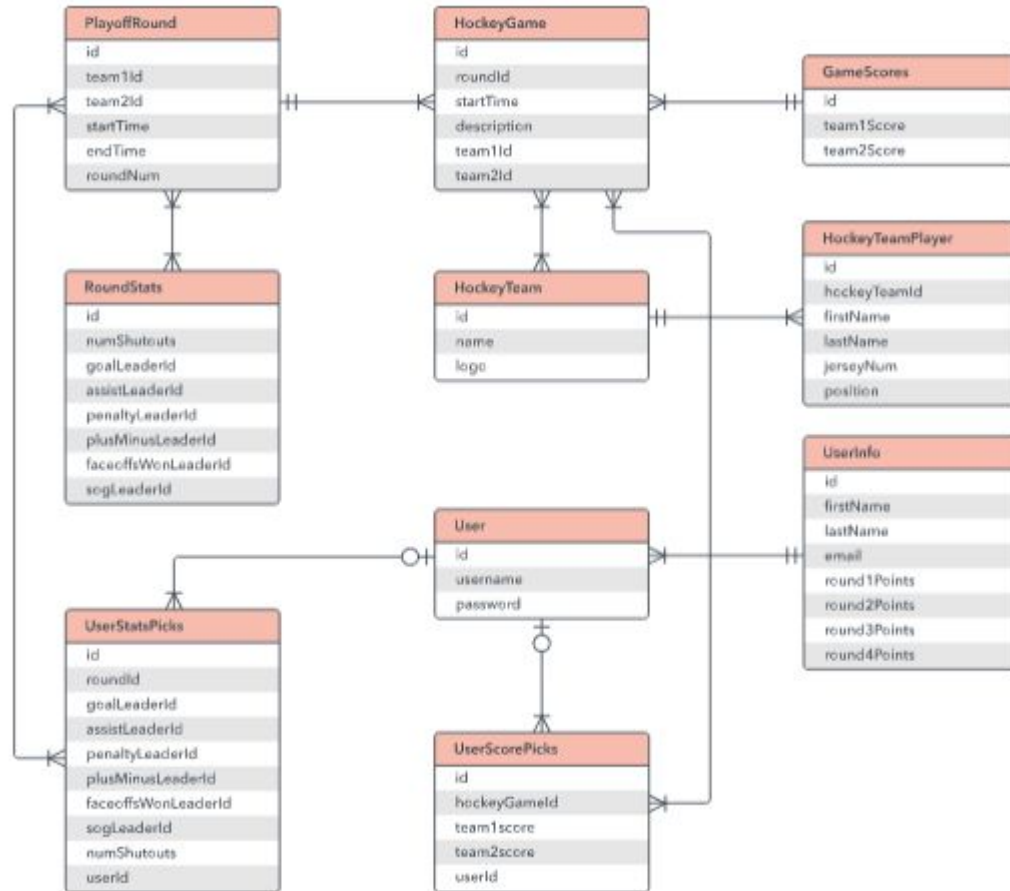 PlayoffRound
id
team1Id
team2Id
startTime
endTime
roundNum
HockeyGame
id
roundId
startTime
description
team1Id
team2Id
GameScores
id
team1Score
team2Score
HockeyTeamPlayer
id
hockeyTeamId
firstName
lastName
jerseyNum
position
RoundStats
id
numShutouts
goalLeaderId
assistLeaderId
penaltyLeaderId
plusMinusLeaderId
faceoffsWonLeaderId
sogLeaderId
HockeyTeam
id
name
logo
UserInfo
id
firstName
lastName
email
round1Points
round2Points
round3Points
round4Points
User
id
username
password
UserStatsPicks
id
roundId
goalLeaderId
assistLeaderId
penaltyLeaderId
plusMinusLeaderId
faceoffsWonLeaderId
sogLeaderId
numShutouts
userId
UserScorePicks
id
hockeyGameId
team1score
team2score
userId